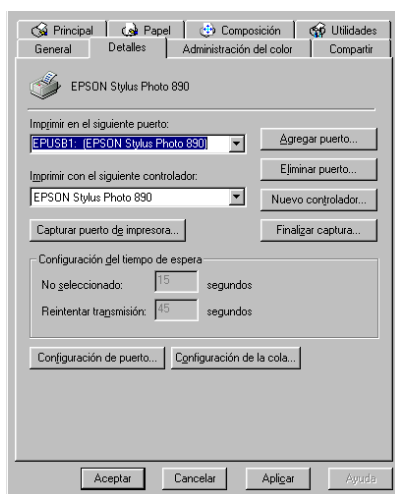 Principal Papel Composición Utilidades
General Detalles Administración del color Compartir
EPSON Stylus Photo 890
Imprimir en el siguiente puerto:
EPUSB1: (EPSON Stylus Photo 890) Agregar puerto...
Eliminar puerto...
Imprimir con el siguiente controlador:
EPSON Stylus Photo 890 Nuevo controlador...
Capturar puerto de impresora... Finalizar captura...
Configuración del tiempo de espera
No seleccionado: 15 segundos
Reintentar transmisión: 45 segundos
Configuración de puerto... Configuración de la cola...
Aceptar Cancelar Aplicar Ayuda